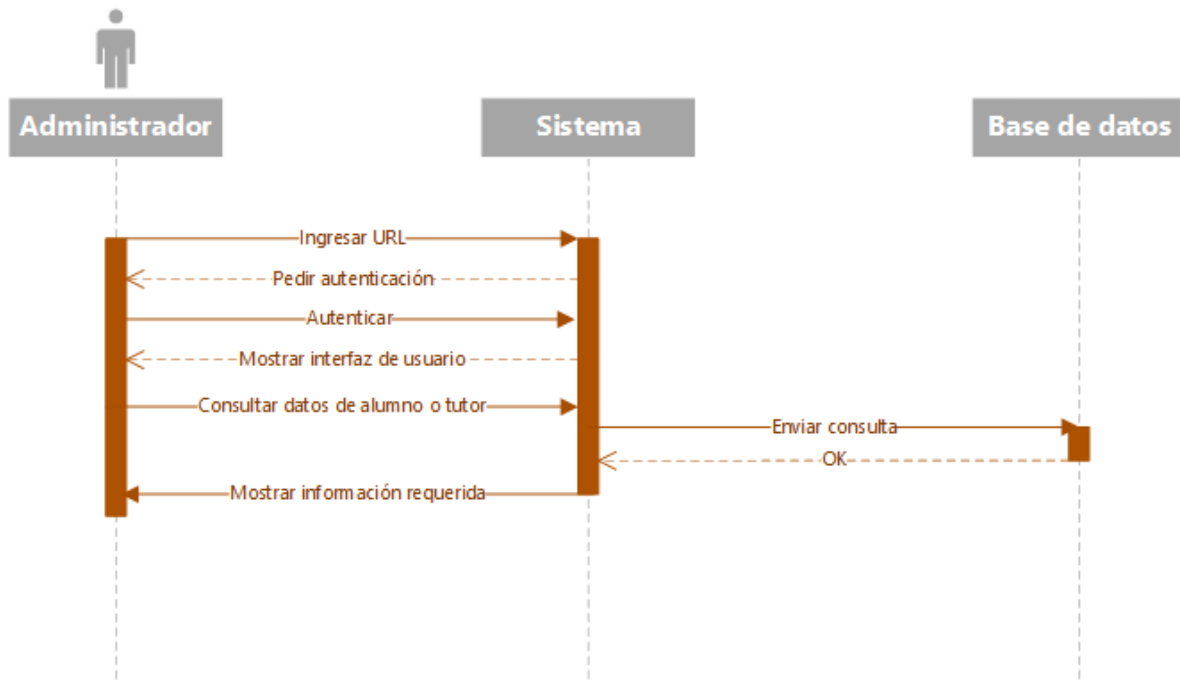 Administrador
Sistema
Base de datos
Ingresar URL
Pedir autenticación
Autenticar
Mostrar interfaz de usuario
Consultar datos de alumno o tutor
Enviar consulta
OK
Mostrar información requerida